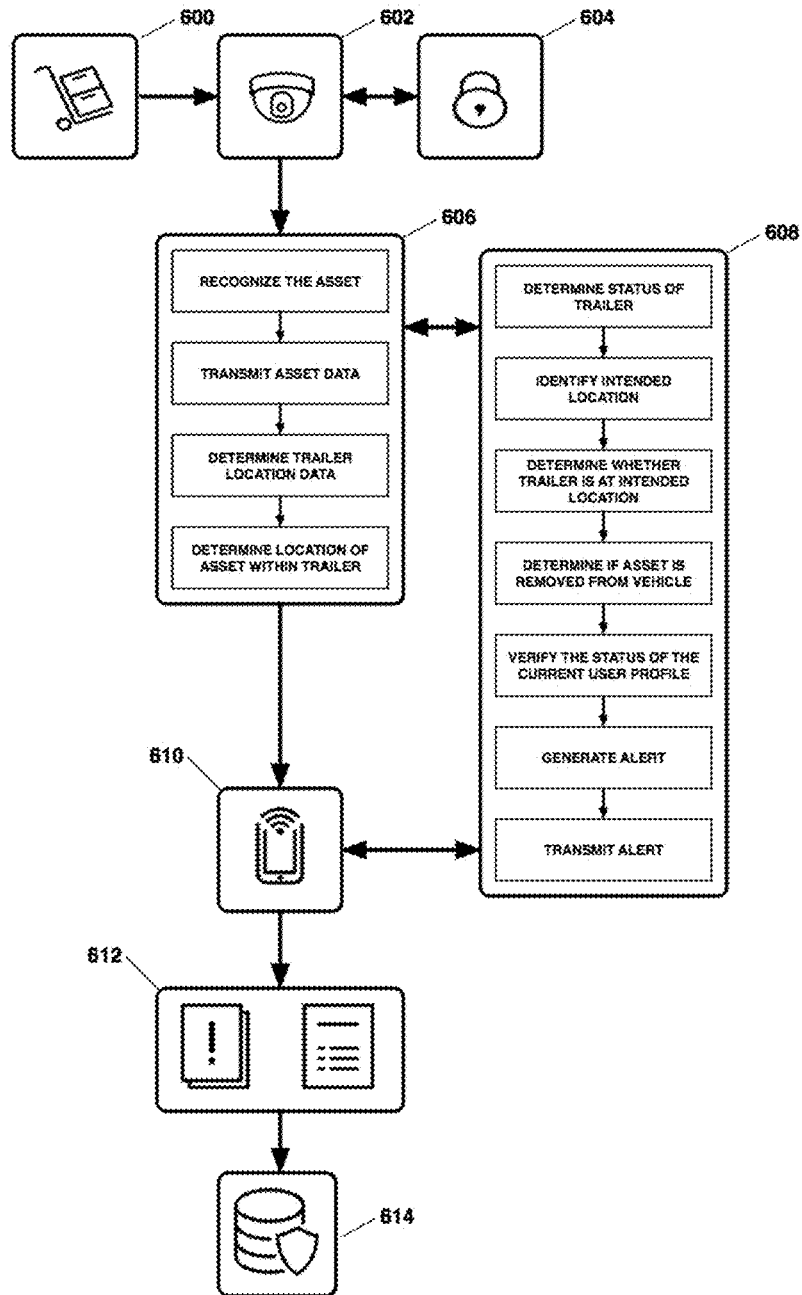 600
602
604
606
608
RECOGNIZE THE ASSET
TRANSMIT ASSET DATA
DETERMINE TRAILER
LOCATION DATA
DETERMINE LOCATION OF
ASSET WITHIN TRAILER
DETERMINE STATUS OF
TRAILER
IDENTIFY INTENDED
LOCATION
DETERMINE WHETHER
TRAILER IS AT INTENDED
LOCATION
DETERMINE IF ASSET IS
REMOVED FROM VEHICLE
VERIFY THE STATUS OF THE
CURRENT USER PROFILE
GENERATE ALERT
TRANSMIT ALERT
610
612
614